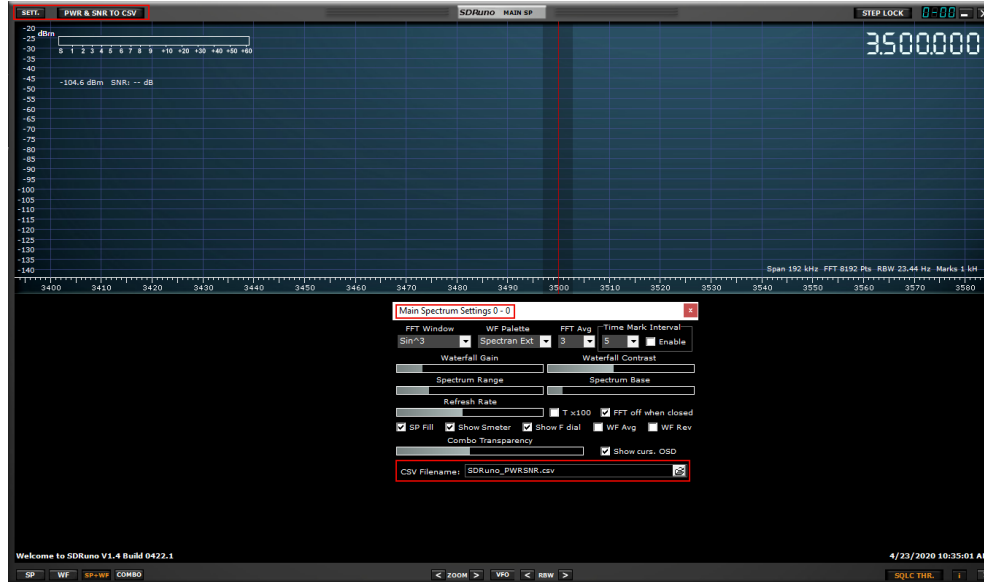 SETT. PWR & SNR TO CSV SDRuno MAIN SP STEP LOCK 0-00
dBm
3.500.000
S 1 2 3 4 5 6 7 8 9 +10 +20 +30 +40 +50 +60
-104.6 dBm SNR: -- dB
-20
-25
-30
-35
-40
-45
-50
-55
-60
-65
-70
-75
-80
-85
-90
-95
-100
-105
-110
-115
-120
-125
-130
-135
-140
Span 192 kHz FFT 8192 Pts RBW 23.44 Hz Marks 1 kH
3400 3410 3420 3430 3440 3450 3460 3470 3480 3490 3500 3510 3520 3530 3540 3550 3560 3570 3580
Main Spectrum Settings 0 - 0 x
FFT Window WF Palette FFT Avg Time Mark Interval
Sin^3 Spectran Ext 3 5 Enable
Waterfall Gain Waterfall Contrast
Spectrum Range Spectrum Base
Refresh Rate
T x100 FFT off when closed
SP Fill Show Smeter Show F dial WF Avg WF Rev
Combo Transparency
Show curs. OSD
CSV Filename: SDRuno_PWRSNR.csv
Welcome to SDRuno V1.4 Build 0422.1 4/23/2020 10:35:01 A
SP WF SP+WF COMBO < ZOOM > VFO < RBW > SQLC THR. i